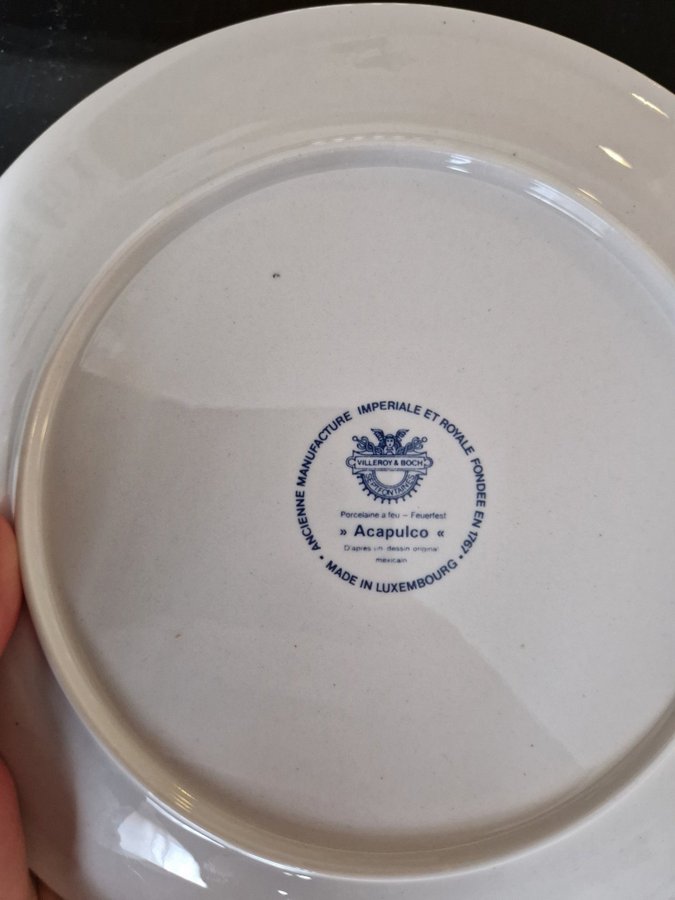 ANCIENNE MANUFACTURE IMPERIALE ET ROYALE FONDEE EN 1767
VILLEROY & BOCH
SEPTFONTAINES
Porcelaine a feu – Feuerfest
» Acapulco «
D'après un dessin original
mexicain
• MADE IN LUXEMBOURG •